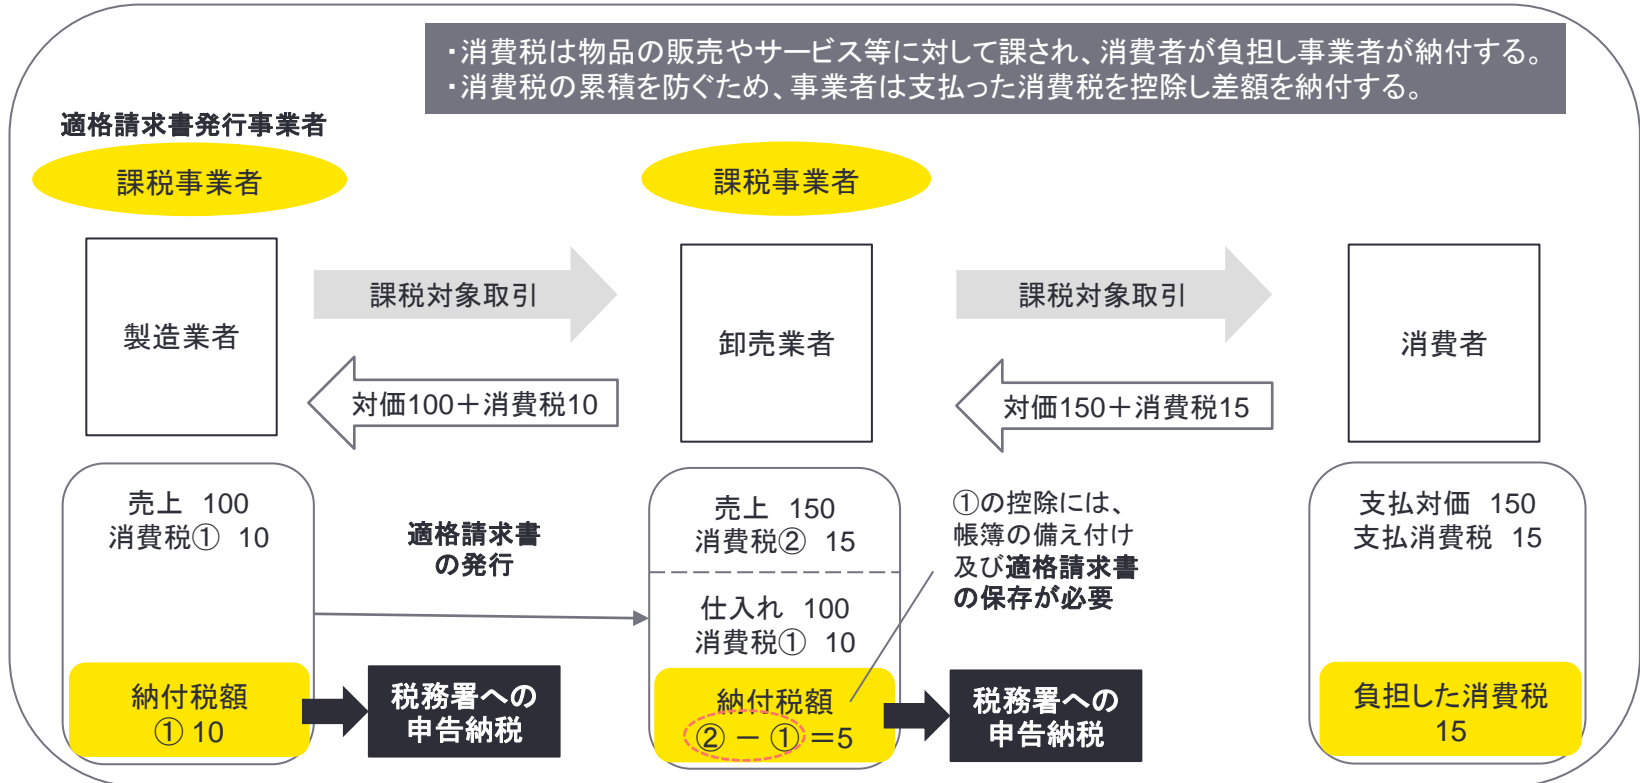 ・消費税は物品の販売やサービス等に対して課され、消費者が負担し事業者が納付する。
・消費税の累積を防ぐため、事業者は支払った消費税を控除し差額を納付する。
適格請求書発行事業者
課税事業者
課税事業者
製造業者
課税対象取引
対価100＋消費税10
卸売業者
課税対象取引
対価150＋消費税15
消費者
売上 100
消費税① 10
適格請求書
の発行
売上 150
消費税② 15
仕入れ 100
消費税① 10
①の控除には、
帳簿の備え付け
及び適格請求書
の保存が必要
支払対価 150
支払消費税 15
納付税額
① 10
税務署への
申告納税
納付税額
② － ① ＝5
税務署への
申告納税
負担した消費税
15